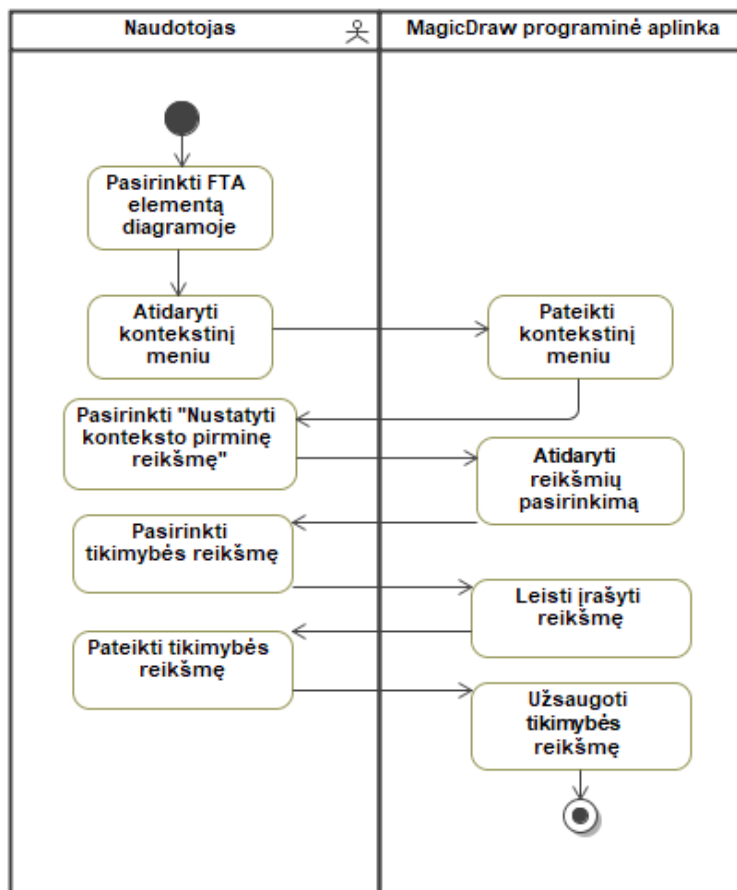 Naudotojas
MagicDraw programinė aplinka
Pasirinkti FTA
elementą
diagramoje
Atidaryti
kontekstinį
meniu
Pateikti
kontekstinį
meniu
Pasirinkti "Nustatyti
konteksto pirminę
reikšmę"
Atidaryti
reikšmių
pasirinkimą
Pasirinkti
tikimybės reikšmę
Leisti įrašyti
reikšmę
Pateikti tikimybės
reikšmę
Užsaugoti
tikimybės
reikšmę